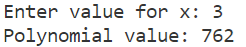 Enter value for x: 3
Polynomial value: 762